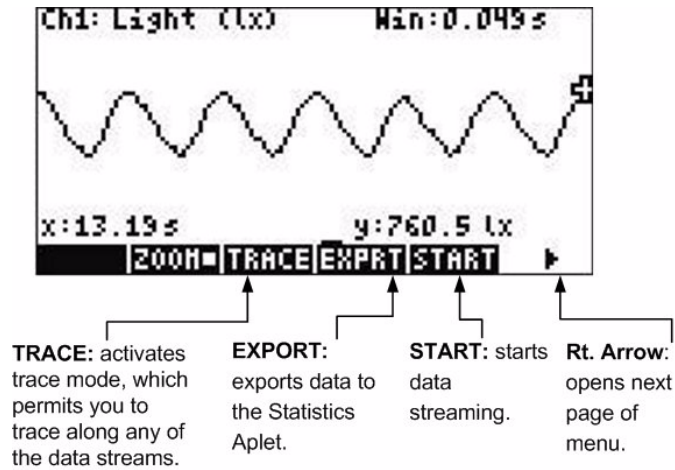 Ch1: Light (lx) Win:0.049s
x:13.19s y:760.5 lx
ZOOM■ TRACE EXPRT START
TRACE: activates
trace mode, which
permits you to
trace along any of
the data streams.
EXPORT:
exports data to
the Statistics
Aplet.
START: starts
data
streaming.
Rt. Arrow:
opens next
page of
menu.